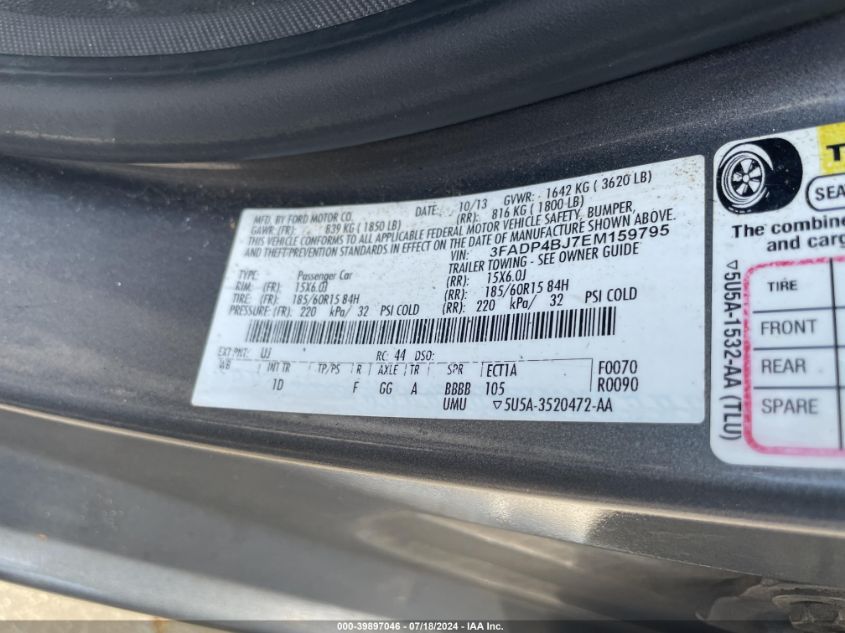 MFD. BY FORD MOTOR CO.
DATE: 10/13
GVWR: 1642 KG ( 3620 LB)
GAWR: (FR): 839 KG ( 1850 LB)
(RR): 816 KG ( 1800 LB)
THIS VEHICLE CONFORMS TO ALL APPLICABLE FEDERAL MOTOR VEHICLE SAFETY, BUMPER,
AND THEFT PREVENTION STANDARDS IN EFFECT ON THE DATE OF MANUFACTURE SHOWN ABOVE.
VIN: 3FADP4BJ7EM159795
TYPE: Passenger Car
TRAILER TOWING - SEE OWNER GUIDE
RIM: (FR): 15X6.0J
(RR): 15X6.0J
TIRE: (FR): 185/60R15 84H
(RR): 185/60R15 84H
PRESSURE: (FR): 220 kPa/ 32 PSI COLD
(RR): 220 kPa/ 32 PSI COLD
EXT PNT: UJ RC: 44 DSO:
WB INT TR TP/PS R AXLE TR SPR ECT1A F0070
1D F GG A BBBB 105 R0090
UMU ▽5U5A-3520472-AA
SEA
The combine
and carg
TIRE
FRONT
REAR
SPARE
▽5U5A-1532-AA (TLU)
000-39897046 - 07/18/2024 - IAA Inc.